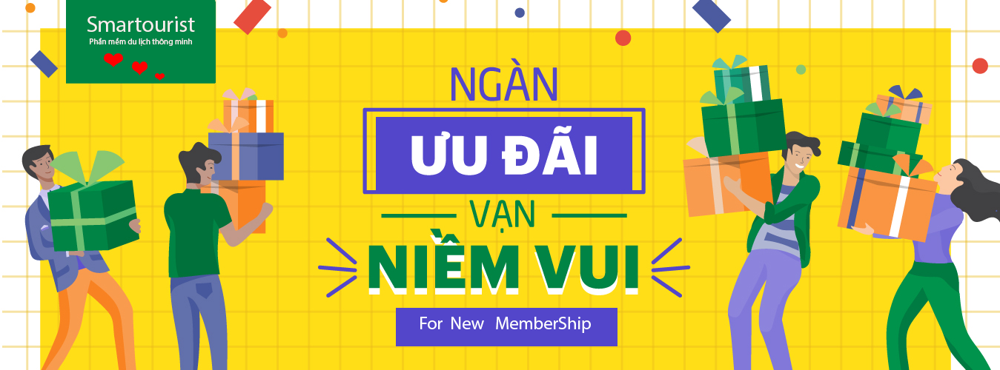 Smartourist
Phần mềm du lịch thông minh
NGÀN
ƯU ĐÃI
VẠN
NIỀM VUI
For New MemberShip